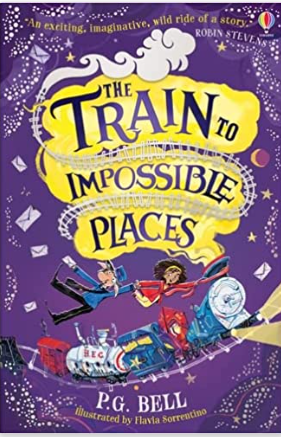 "An exciting, imaginative, wild ride of a story."
ROBIN STEVENS
THE
TRAIN TO
IMPOSSIBLE
PLACES
P.G. BELL
Illustrated by Flavia Sorrentino